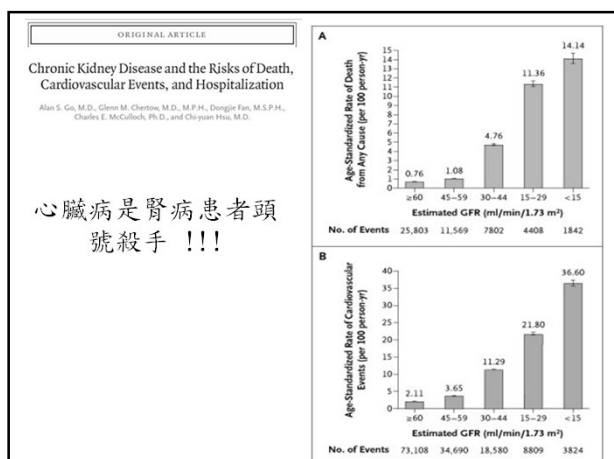 ORIGINAL ARTICLE
Chronic Kidney Disease and the Risks of Death,
Cardiovascular Events, and Hospitalization
Alan S. Go, M.D., Glenn M. Chertow, M.D., M.P.H., Dongjie Fan, M.S.P.H.,
Charles E. McCulloch, Ph.D., and Chi-yuan Hsu, M.D.
心臟病是腎病患者頭
號殺手 !!!
A
Age-Standardized Rate of Death
from Any Cause (per 100 person-yr)
15
14
13
12
11
10
9
8
7
6
5
4
3
2
1
0
0.76
1.08
4.76
11.36
14.14
≥60 45–59 30–44 15–29 <15
Estimated GFR (ml/min/1.73 m²)
No. of Events 25,803 11,569 7802 4408 1842
B
Age-Standardized Rate of Cardiovascular
Events (per 100 person-yr)
40
35
30
25
20
15
10
5
0
2.11
3.65
11.29
21.80
36.60
≥60 45–59 30–44 15–29 <15
Estimated GFR (ml/min/1.73 m²)
No. of Events 73,108 34,690 18,580 8809 3824